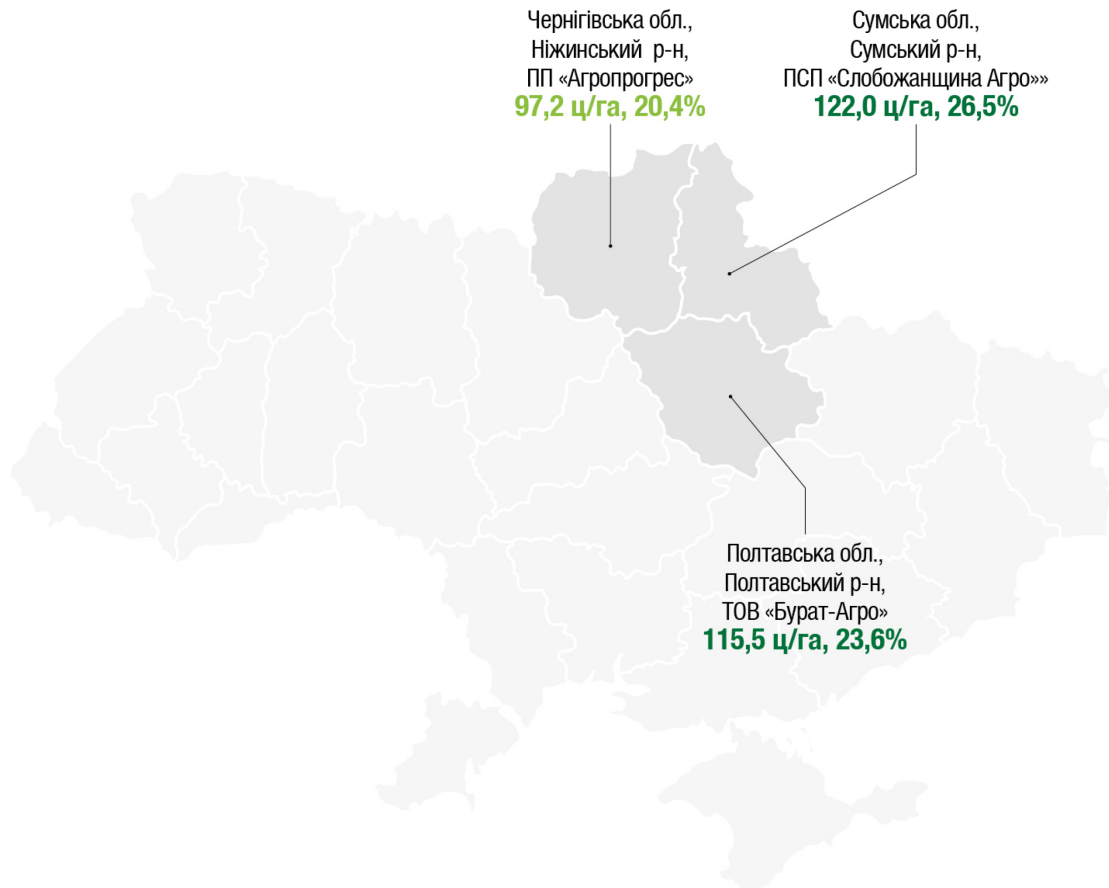 Чернігівська обл.,
Ніжинський р-н,
ПП «Агропрогрес»
97,2 ц/га, 20,4%
Сумська обл.,
Сумський р-н,
ПСП «Слобожанщина Агро»»
122,0 ц/га, 26,5%
Полтавська обл.,
Полтавський р-н,
ТОВ «Бурат-Агро»
115,5 ц/га, 23,6%